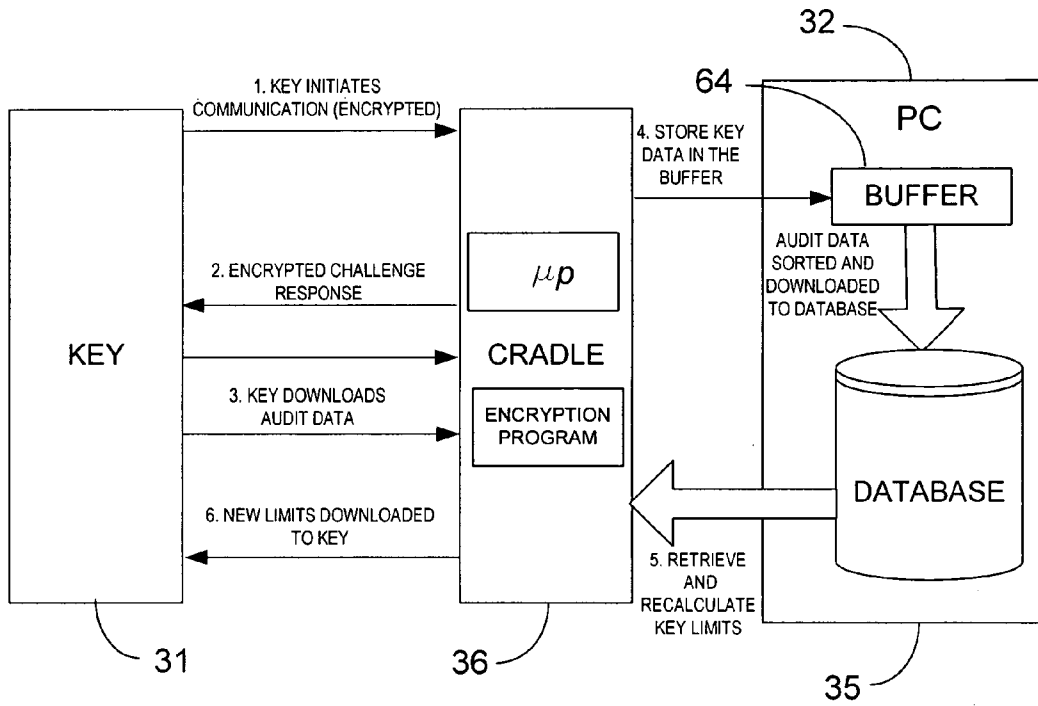 32
64
1. KEY INITIATES
COMMUNICATION (ENCRYPTED)
PC
4. STORE KEY
DATA IN THE
BUFFER
BUFFER
AUDIT DATA
SORTED AND
DOWNLOADED
TO DATABASE
2. ENCRYPTED CHALLENGE
RESPONSE
μp
KEY
CRADLE
3. KEY DOWNLOADS
AUDIT DATA
ENCRYPTION
PROGRAM
DATABASE
6. NEW LIMITS DOWNLOADED
TO KEY
5. RETRIEVE
AND
RECALCULATE
KEY LIMITS
31
36
35